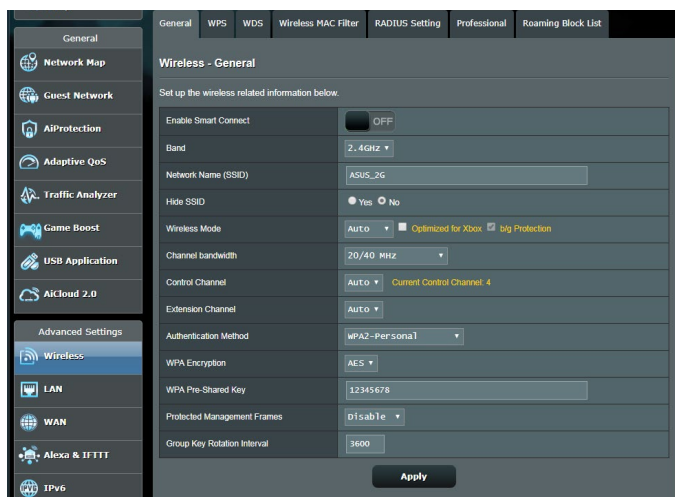 General WPS WDS Wireless MAC Filter RADIUS Setting Professional Roaming Block List
General
Network Map
Guest Network
AiProtection
Adaptive QoS
Traffic Analyzer
Game Boost
USB Application
AiCloud 2.0
Advanced Settings
Wireless
LAN
WAN
Alexa & IFTTT
IPv6
Wireless - General
Set up the wireless related information below.
Enable Smart Connect OFF
Band 2.4GHz
Network Name (SSID) ASUS_2G
Hide SSID Yes No
Wireless Mode Auto Optimized for Xbox b/g Protection
Channel bandwidth 20/40 MHz
Control Channel Auto Current Control Channel: 4
Extension Channel Auto
Authentication Method WPA2-Personal
WPA Encryption AES
WPA Pre-Shared Key 12345678
Protected Management Frames Disable
Group Key Rotation Interval 3600
Apply